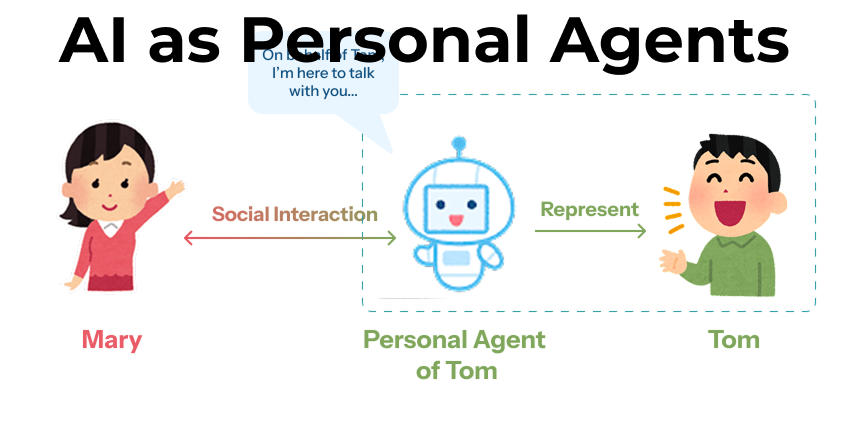 AI as Personal Agents
On behalf of Tom,
I'm here to talk
with you...
Social Interaction
Represent
Mary
Personal Agent
of Tom
Tom